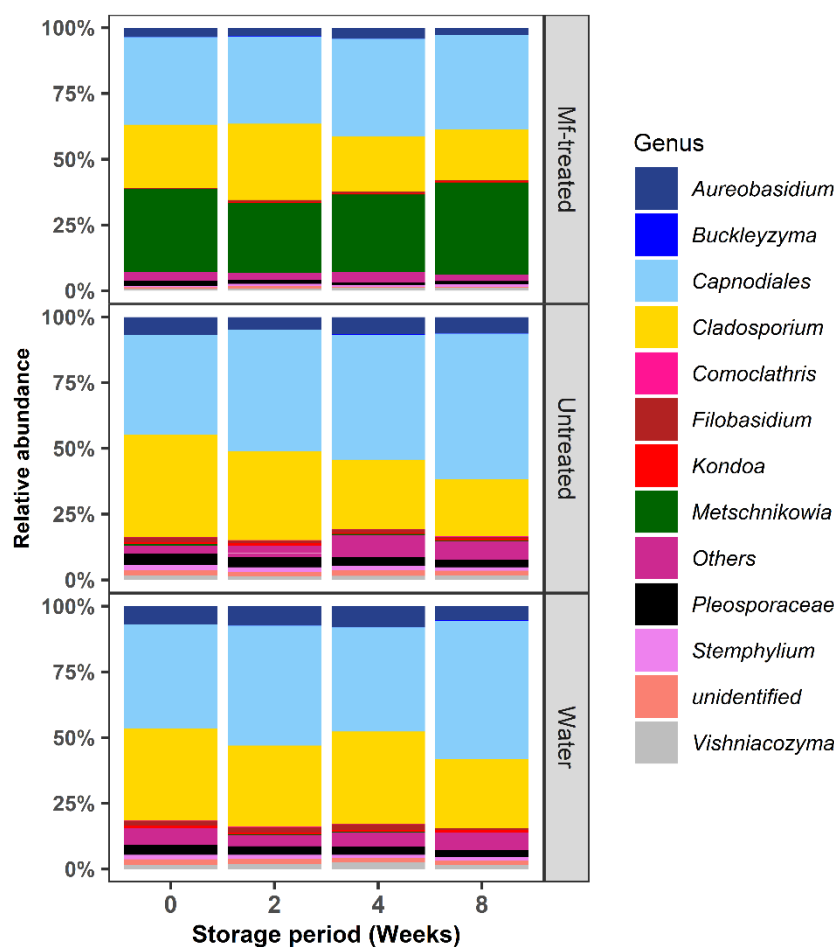 100%
75%
50%
25%
0%
Mf-treated
100%
75%
50%
25%
0%
Untreated
100%
75%
50%
25%
0%
Water
Relative abundance
0 2 4 8
Storage period (Weeks)
Genus
Aureobasidium
Buckleyzyma
Capnodiales
Cladosporium
Comoclathris
Filobasidium
Kondoa
Metschnikowia
Others
Pleosporaceae
Stemphylium
unidentified
Vishniacozyma